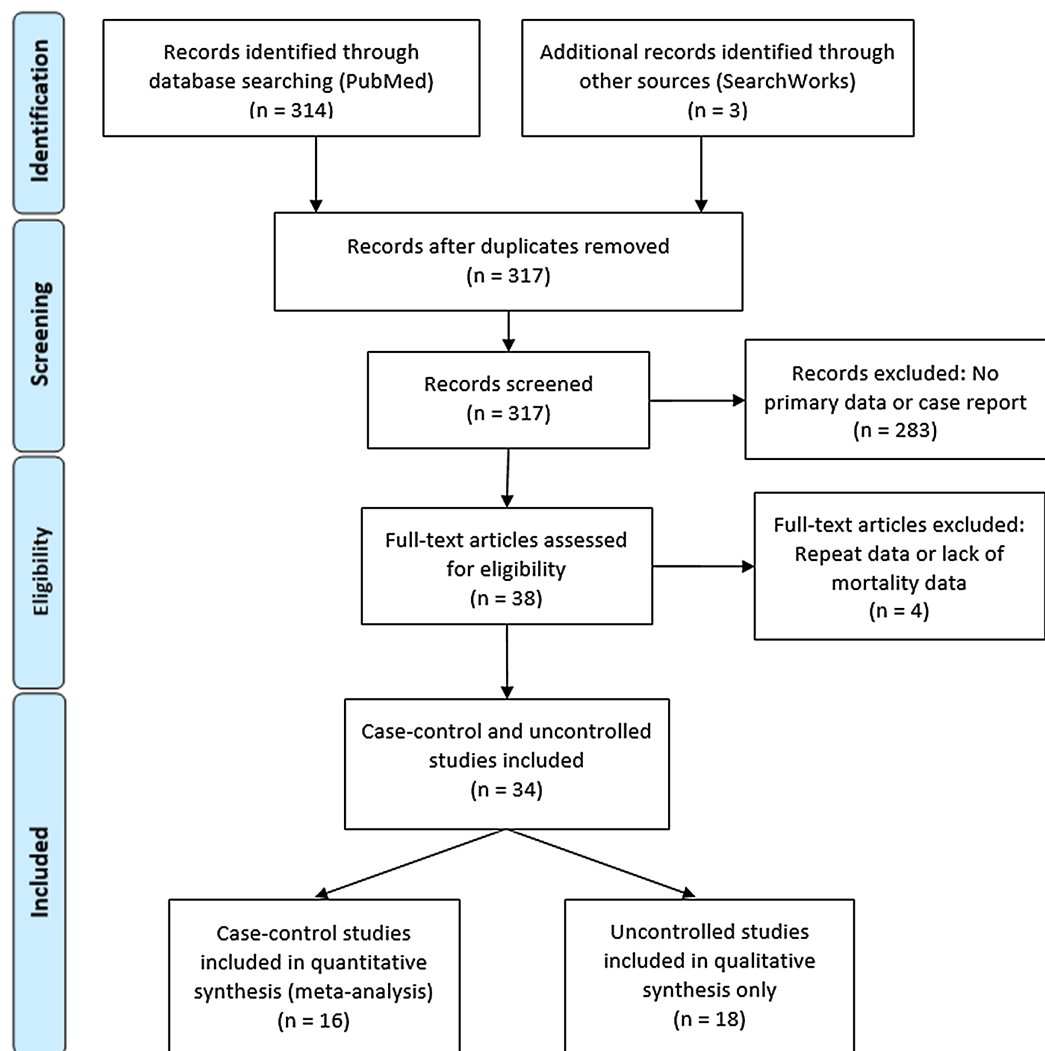 Identification
Records identified through
database searching (PubMed)
(n = 314)
Additional records identified through
other sources (SearchWorks)
(n = 3)
Screening
Records after duplicates removed
(n = 317)
Records screened
(n = 317)
Records excluded: No
primary data or case report
(n = 283)
Eligibility
Full-text articles assessed
for eligibility
(n = 38)
Full-text articles excluded:
Repeat data or lack of
mortality data
(n = 4)
Included
Case-control and uncontrolled
studies included
(n = 34)
Case-control studies
included in quantitative
synthesis (meta-analysis)
(n = 16)
Uncontrolled studies
included in qualitative
synthesis only
(n = 18)